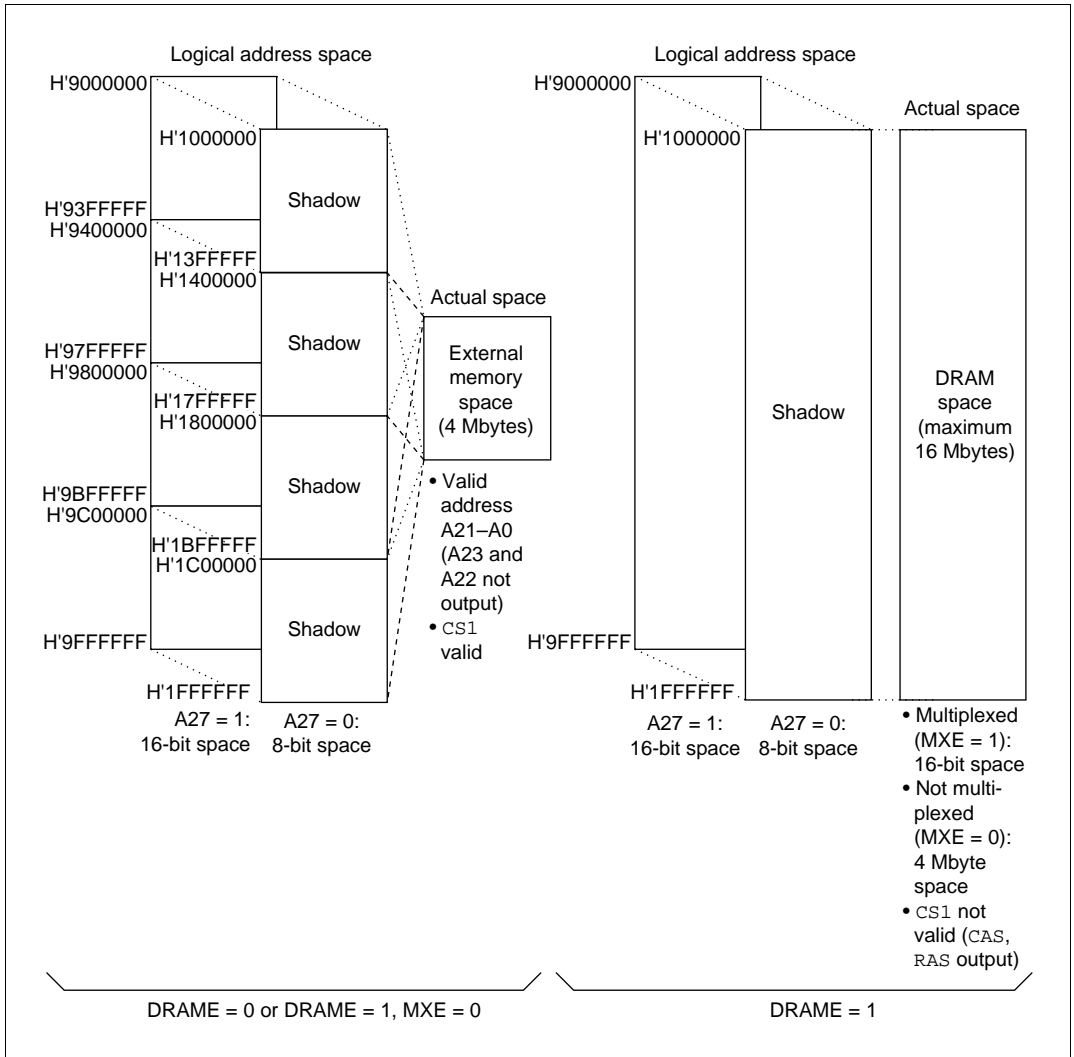 Logical address space
H'9000000
H'1000000
Shadow
H'93FFFFF
H'9400000
H'13FFFFF
H'1400000
Shadow
H'97FFFFF
H'9800000
H'17FFFFF
H'1800000
Shadow
H'9BFFFFF
H'9C00000
H'1BFFFFF
H'1C00000
Shadow
H'9FFFFFF
H'1FFFFFF
A27 = 1:
16-bit space
A27 = 0:
8-bit space
Actual space
External
memory
space
(4 Mbytes)
• Valid
address
A21–A0
(A23 and
A22 not
output)
• CS1
valid
DRAME = 0 or DRAME = 1, MXE = 0
Logical address space
H'9000000
H'1000000
Shadow
H'9FFFFFF
H'1FFFFFF
A27 = 1:
16-bit space
A27 = 0:
8-bit space
Actual space
DRAM
space
(maximum
16 Mbytes)
• Multiplexed
(MXE = 1):
16-bit space
• Not multi-
plexed
(MXE = 0):
4 Mbyte
space
• CS1 not
valid (CAS,
RAS output)
DRAME = 1